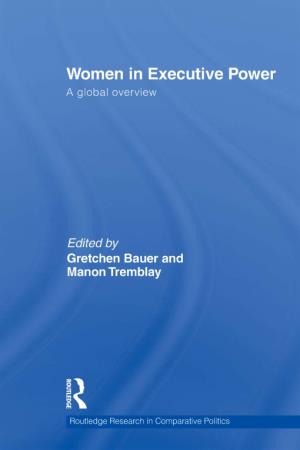 Women in Executive Power
A global overview
Edited by
Gretchen Bauer and
Manon Tremblay
ROUTLEDGE
Routledge Research in Comparative Politics